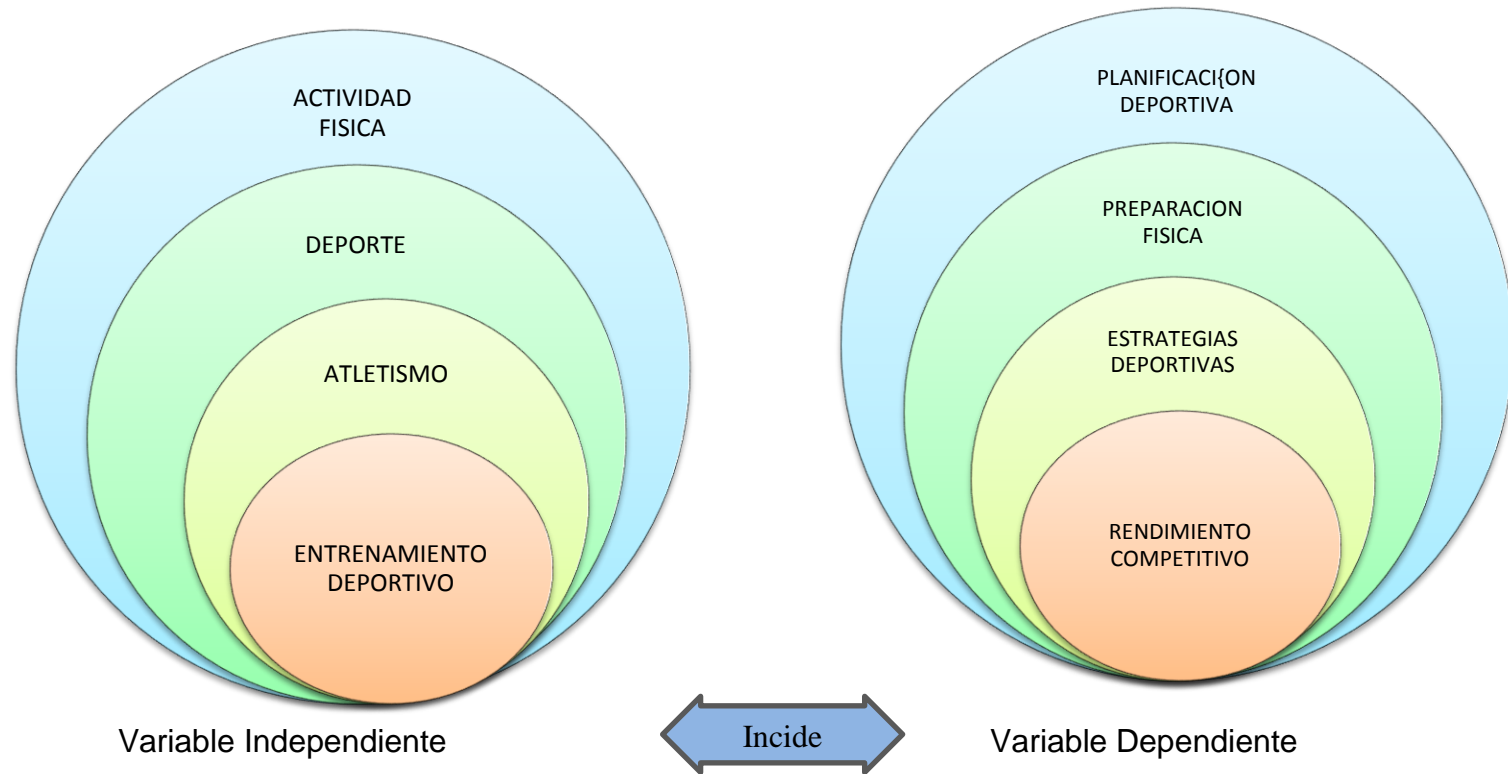 ACTIVIDAD
FISICA
DEPORTE
ATLETISMO
ENTRENAMIENTO
DEPORTIVO
Variable Independiente
PLANIFICACI{ON
DEPORTIVA
PREPARACION
FISICA
ESTRATEGIAS
DEPORTIVAS
RENDIMIENTO
COMPETITIVO
Incide
Variable Dependiente